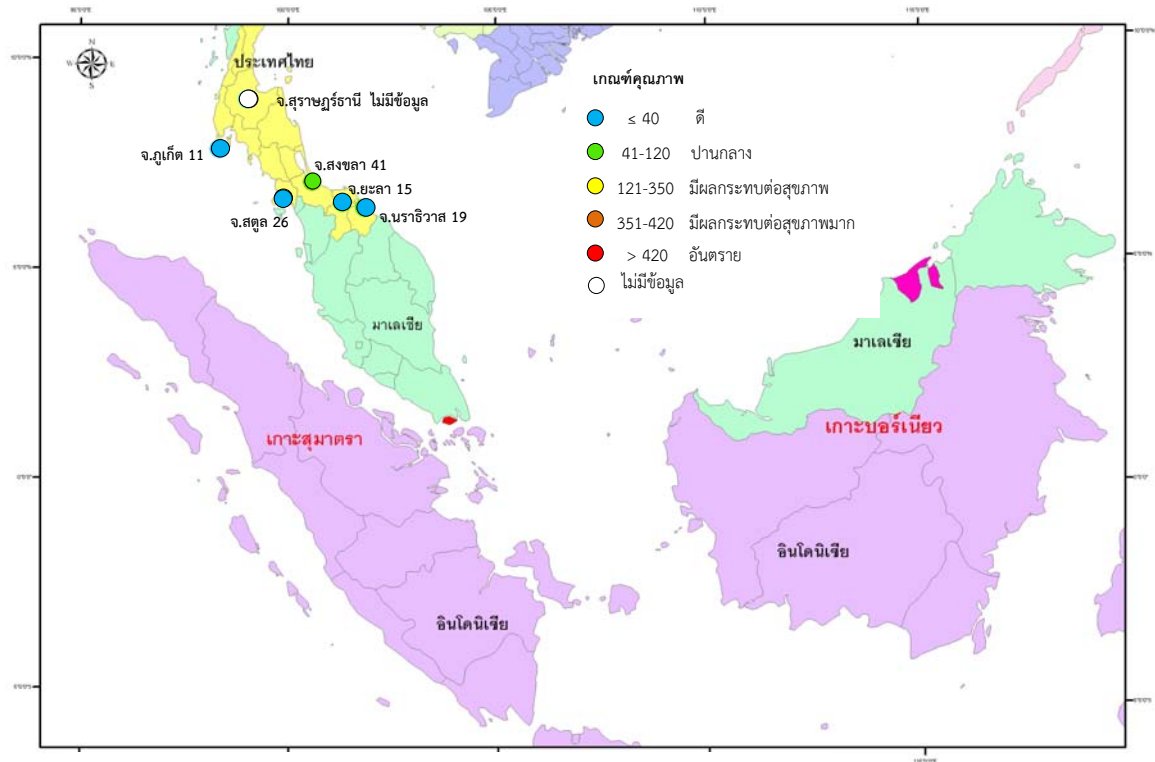 N
W E
S
ประเทศไทย
จ.สุราษฎร์ธานี ไม่มีข้อมูล
จ.ภูเก็ต 11
จ.สงขลา 41
จ.ยะลา 15
จ.นราธิวาส 19
จ.สตูล 26
เกณฑ์คุณภาพ
≤ 40 ดี
41-120 ปานกลาง
121-350 มีผลกระทบต่อสุขภาพ
351-420 มีผลกระทบต่อสุขภาพมาก
> 420 อันตราย
ไม่มีข้อมูล
มาเลเซีย
มาเลเซีย
เกาะสุมาตรา
เกาะบอร์เนียว
อินโดนิเซีย
อินโดนิเซีย